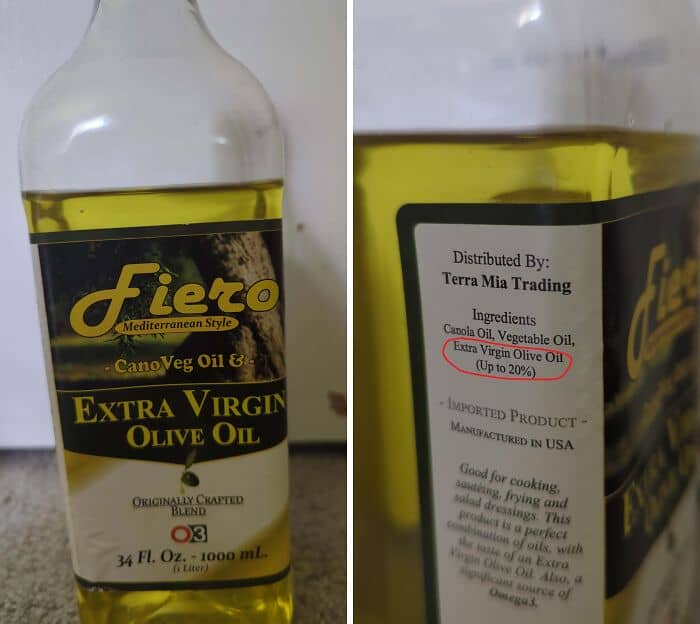 Fiero
Mediterranean Style
- CanoVeg Oil & -
EXTRA VIRGIN
OLIVE OIL
ORIGINALLY CRAFTED
BLEND
O3
34 Fl. Oz. - 1000 mL.
(1 Liter)
Distributed By:
Terra Mia Trading
Ingredients
Canola Oil, Vegetable Oil,
Extra Virgin Olive Oil
(Up to 20%)
- IMPORTED PRODUCT -
MANUFACTURED IN USA
Good for cooking,
sautéing, frying and
salad dressings. This
product is a perfect
combination of oils, with
the taste of an Extra
Virgin Olive Oil. Also, a
significant source of
Omega3.
Fie